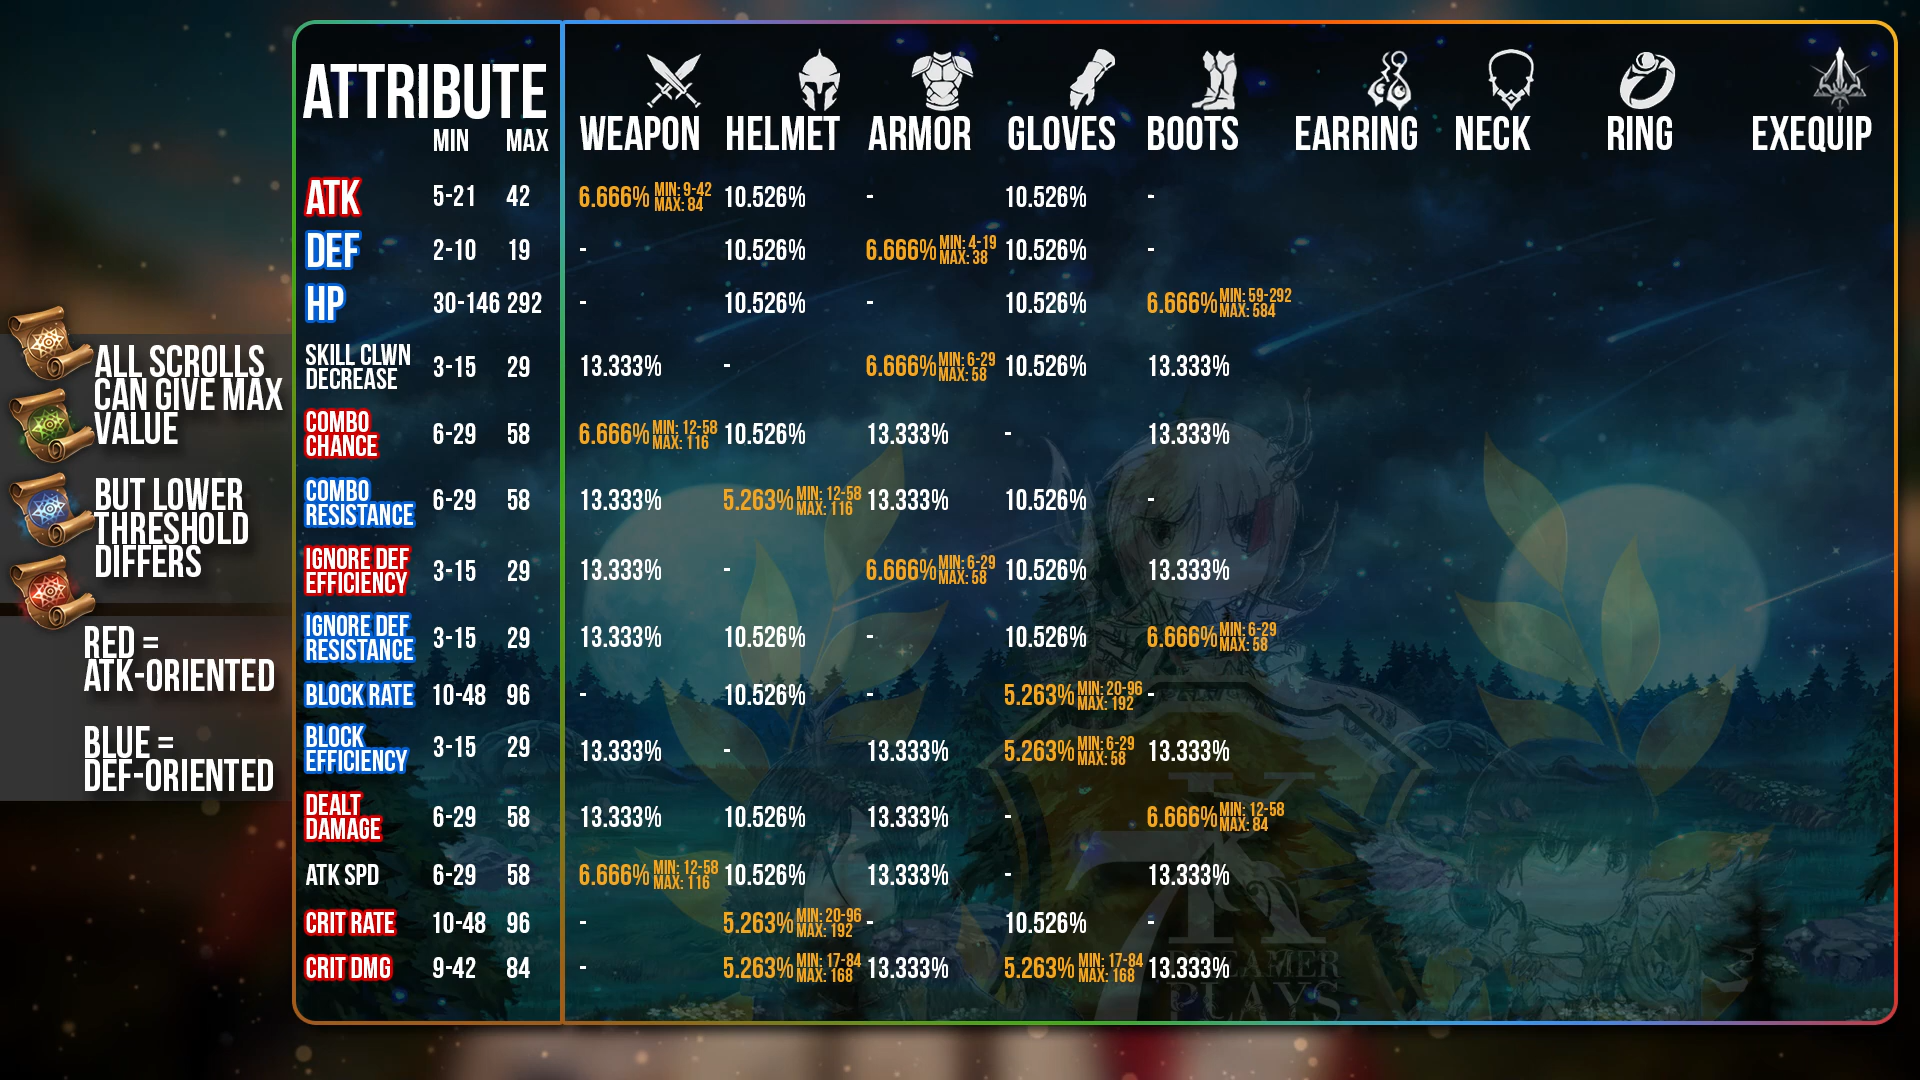 ATTRIBUTE
MIN MAX WEAPON HELMET ARMOR GLOVES BOOTS EARRING NECK RING EXEQUIP
ATK 5-21 42 6.666% MIN: 9-42 MAX: 84 10.526% - 10.526% -
DEF 2-10 19 - 10.526% 6.666% MIN: 4-19 MAX: 38 10.526% -
HP 30-146 292 - 10.526% - 10.526% 6.666% MIN: 59-292 MAX: 584
SKILL CLWN DECREASE 3-15 29 13.333% - 6.666% MIN: 6-29 MAX: 58 10.526% 13.333%
COMBO CHANCE 6-29 58 6.666% MIN: 12-58 MAX: 116 10.526% 13.333% - 13.333%
COMBO RESISTANCE 6-29 58 13.333% 5.263% MIN: 12-58 MAX: 116 13.333% 10.526% -
IGNORE DEF EFFICIENCY 3-15 29 13.333% - 6.666% MIN: 6-29 MAX: 58 10.526% 13.333%
IGNORE DEF RESISTANCE 3-15 29 13.333% 10.526% - 10.526% 6.666% MIN: 6-29 MAX: 58
BLOCK RATE 10-48 96 - 10.526% - 5.263% MIN: 20-96 MAX: 192 -
BLOCK EFFICIENCY 3-15 29 13.333% - 13.333% 5.263% MIN: 6-29 MAX: 58 13.333%
DEALT DAMAGE 6-29 58 13.333% 10.526% 13.333% - 6.666% MIN: 12-58 MAX: 84
ATK SPD 6-29 58 6.666% MIN: 12-58 MAX: 116 10.526% 13.333% - 13.333%
CRIT RATE 10-48 96 - 5.263% MIN: 20-96 MAX: 192 - 10.526% -
CRIT DMG 9-42 84 - 5.263% MIN: 17-84 MAX: 168 13.333% 5.263% MIN: 17-84 MAX: 168 13.333%
ALL SCROLLS
CAN GIVE MAX
VALUE
BUT LOWER
THRESHOLD
DIFFERS
RED =
ATK-ORIENTED
BLUE =
DEF-ORIENTED
7K
PLAYS